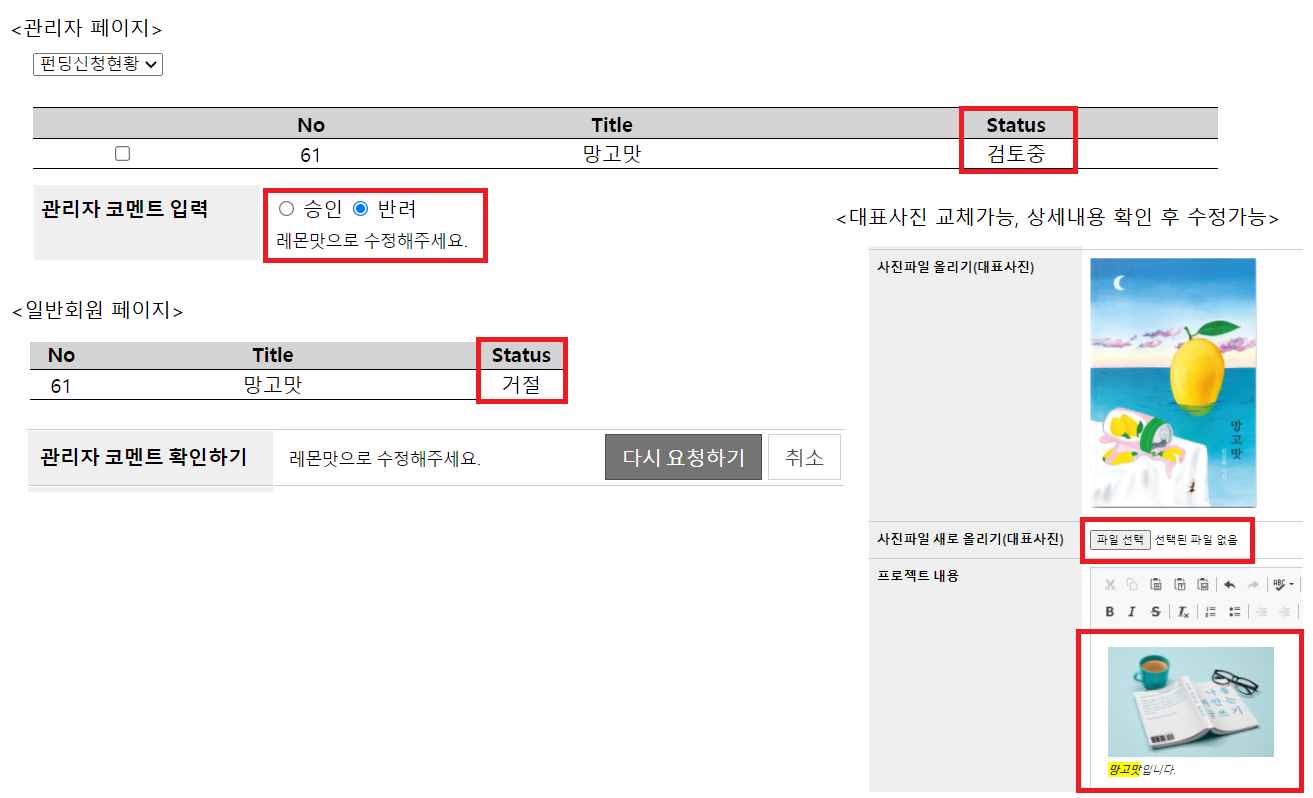 <관리자 페이지>
펀딩신청현황
No Title Status
61 망고맛 검토중
관리자 코멘트 입력
승인 반려
레몬맛으로 수정해주세요.
<일반회원 페이지>
No Title Status
61 망고맛 거절
관리자 코멘트 확인하기 레몬맛으로 수정해주세요. 다시 요청하기 취소
<대표사진 교체가능, 상세내용 확인 후 수정가능>
사진파일 올리기(대표사진)
망고맛
사진파일 새로 올리기(대표사진) 파일 선택 선택된 파일 없음
프로젝트 내용
ABC
B I S Tx
망고맛입니다.